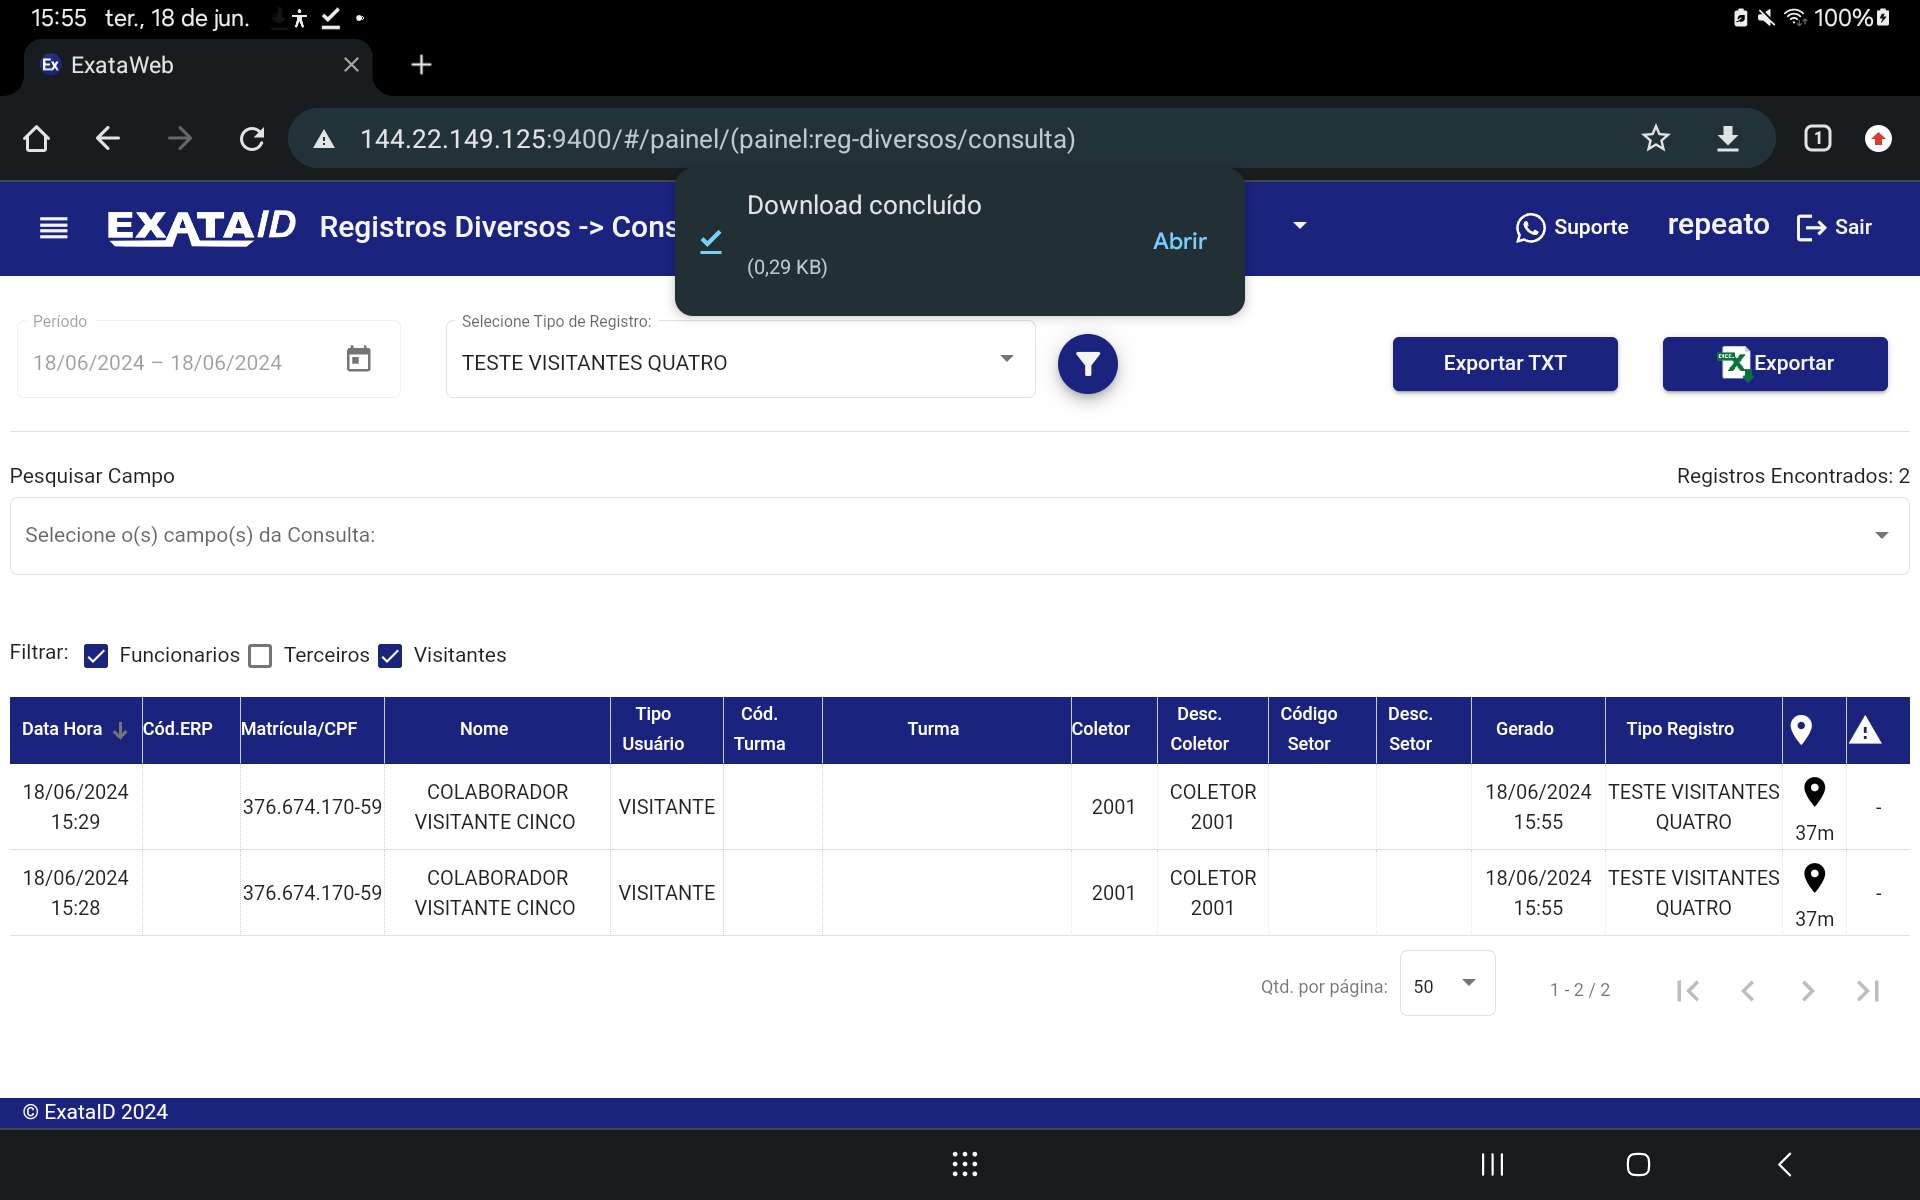 15:55 ter., 18 de jun.
100%
Ex ExataWeb
144.22.149.125:9400/#/painel/(painel:reg-diversos/consulta)
1
EXATAID Registros Diversos -> Cons
Suporte repeato Sair
Download concluído
(0,29 KB)
Abrir
Período
18/06/2024 – 18/06/2024
Selecione Tipo de Registro:
TESTE VISITANTES QUATRO
Exportar TXT
Exportar
Pesquisar Campo
Registros Encontrados: 2
Selecione o(s) campo(s) da Consulta:
Filtrar: Funcionarios Terceiros Visitantes
Data Hora Cód.ERP Matrícula/CPF Nome Tipo Usuário Cód. Turma Turma Coletor Desc. Coletor Código Setor Desc. Setor Gerado Tipo Registro
18/06/2024 15:29 376.674.170-59 COLABORADOR VISITANTE CINCO VISITANTE 2001 COLETOR 2001 18/06/2024 15:55 TESTE VISITANTES QUATRO 37m -
18/06/2024 15:28 376.674.170-59 COLABORADOR VISITANTE CINCO VISITANTE 2001 COLETOR 2001 18/06/2024 15:55 TESTE VISITANTES QUATRO 37m -
Qtd. por página: 50 1 - 2 / 2
© ExataID 2024